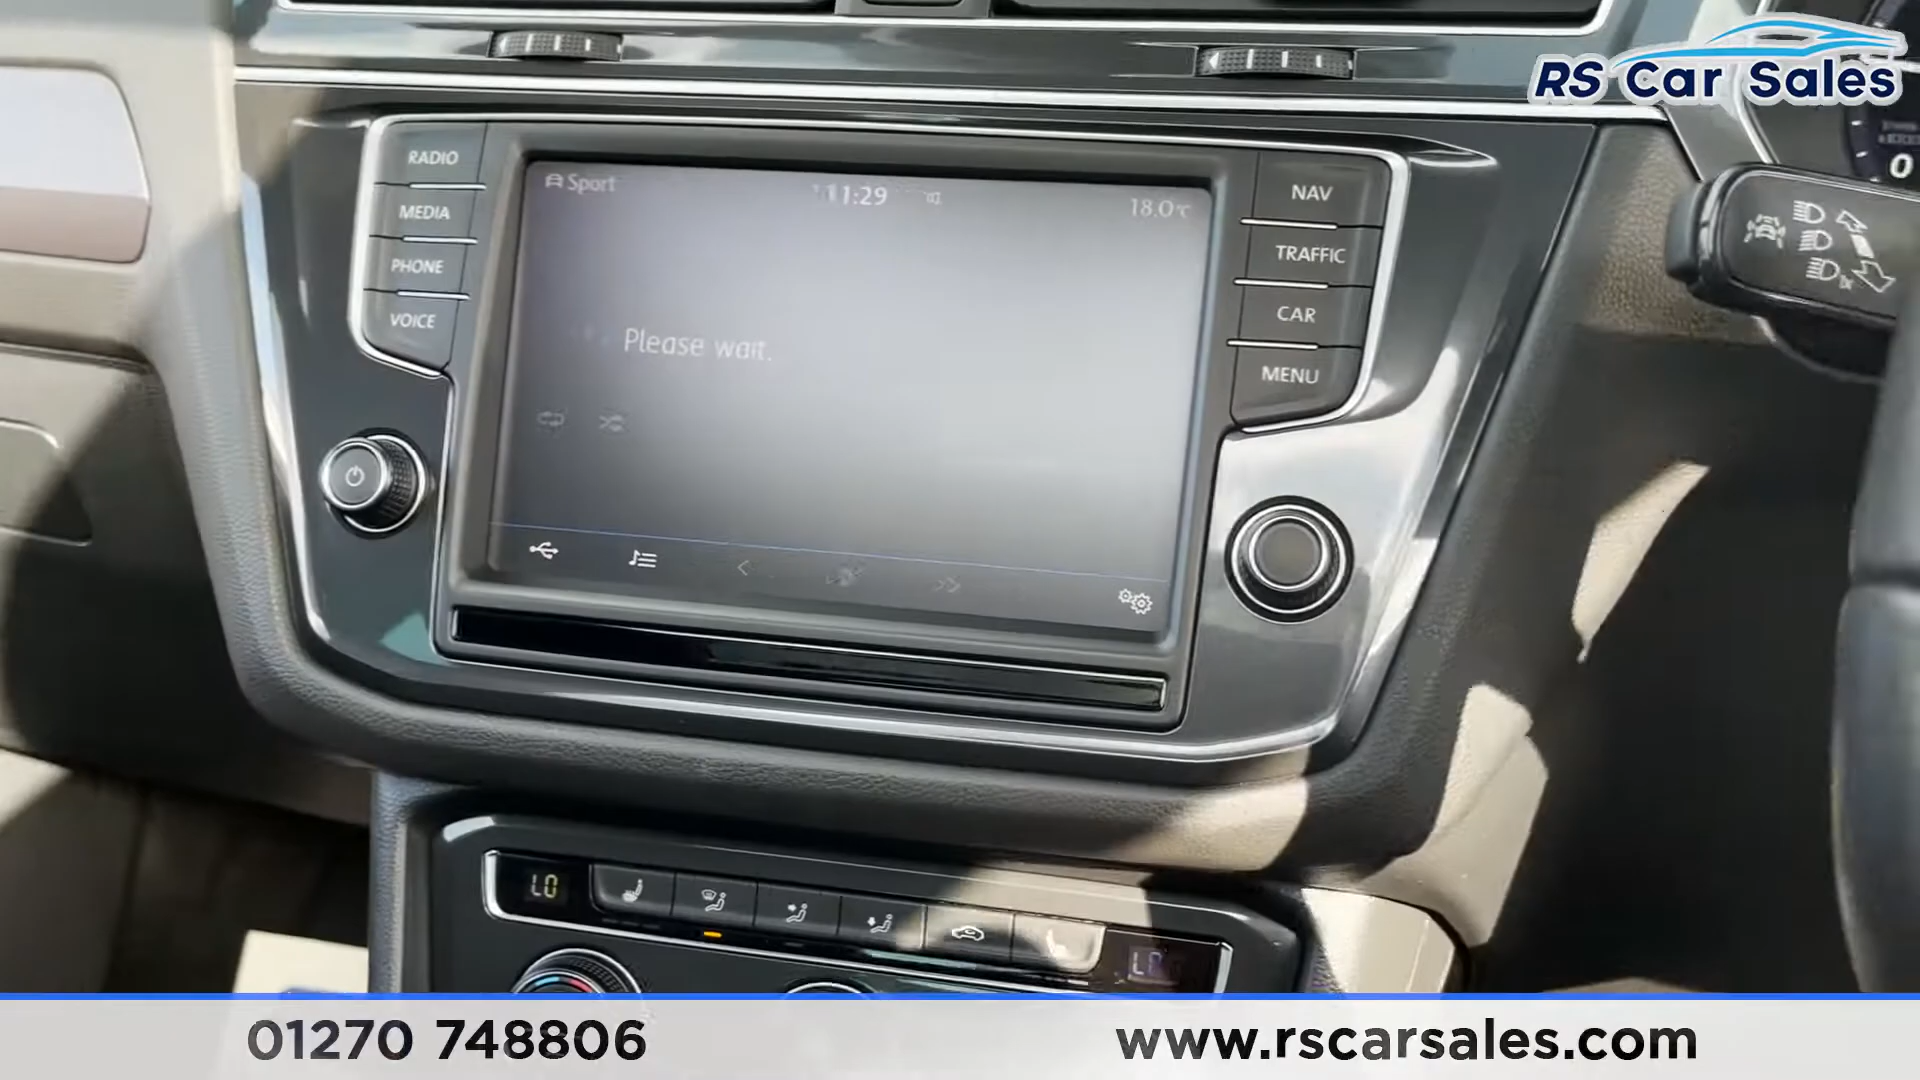 RS Car Sales
RADIO
MEDIA
PHONE
VOICE
Sport
11:29
18.0°C
Please wait.
NAV
TRAFFIC
CAR
MENU
0
LO
01270 748806
www.rscarsales.com